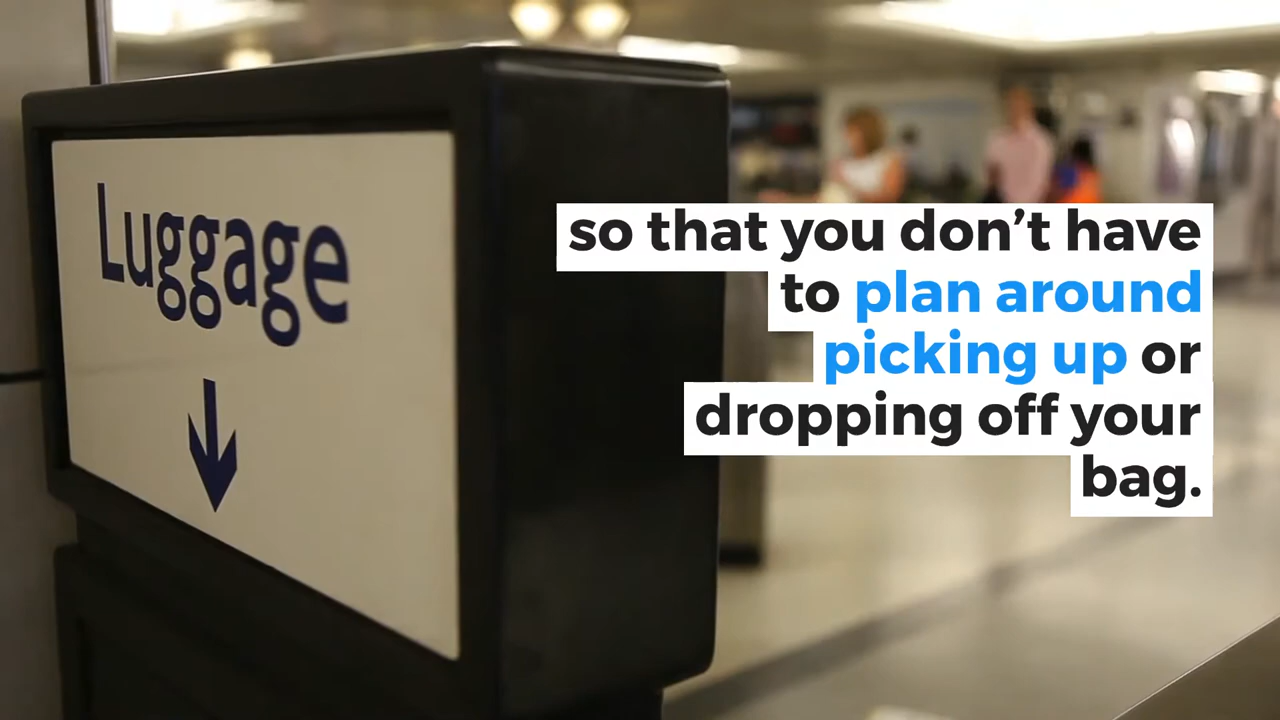 Luggage
so that you don’t have
to plan around
picking up or
dropping off your
bag.